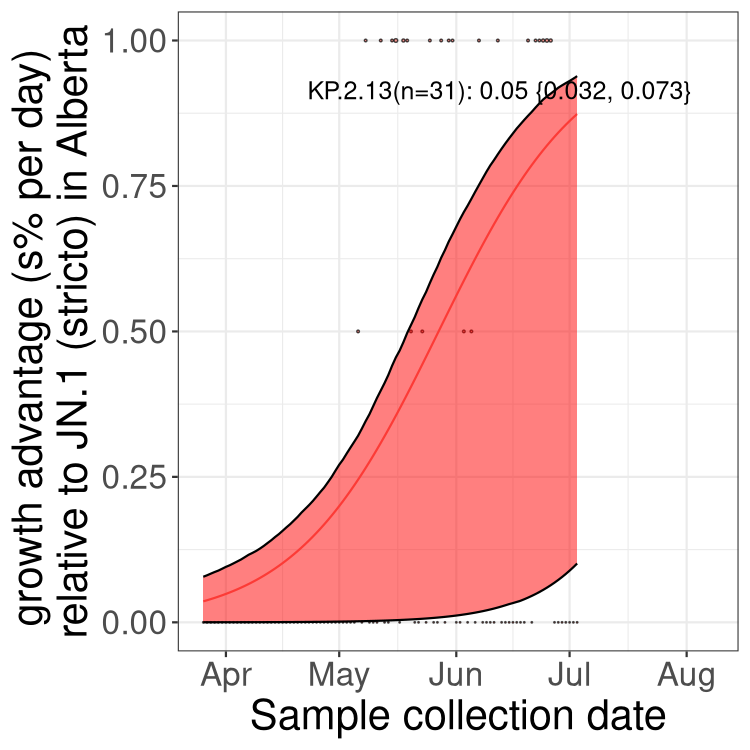 growth advantage (s% per day)
relative to JN.1 (stricto) in Alberta
1.00
0.75
0.50
0.25
0.00
KP.2.13(n=31): 0.05 {0.032, 0.073}
Apr May Jun Jul Aug
Sample collection date